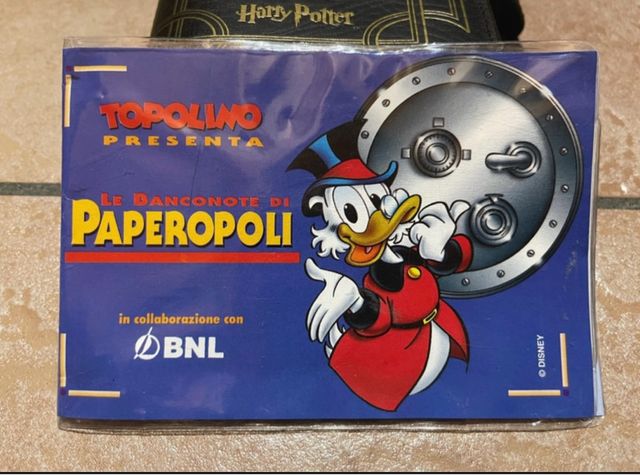 Harry Potter
TOPOLINO
PRESENTA
LE BANCONOTE DI
PAPEROPOLI
in collaborazione con
BNL
© DISNEY